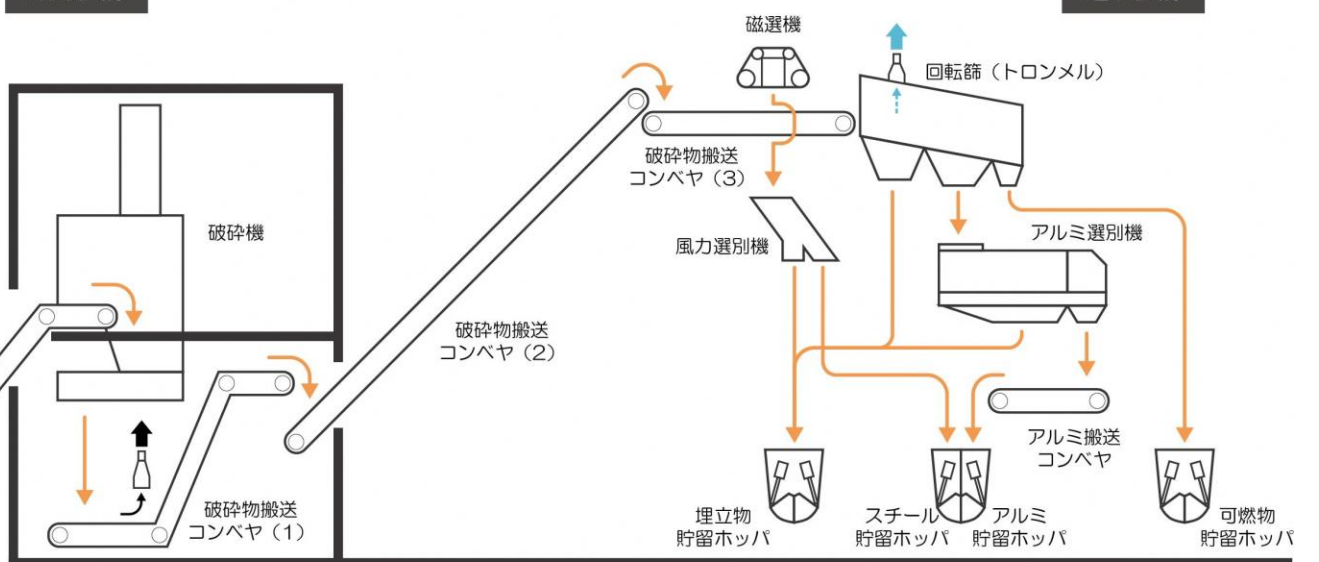 磁選機
回転篩（トロンメル）
破砕物搬送
コンベヤ（3）
破砕機
風力選別機
アルミ選別機
破砕物搬送
コンベヤ（2）
アルミ搬送
コンベヤ
破砕物搬送
コンベヤ（1）
埋立物
貯留ホッパ
スチール
貯留ホッパ
アルミ
貯留ホッパ
可燃物
貯留ホッパ